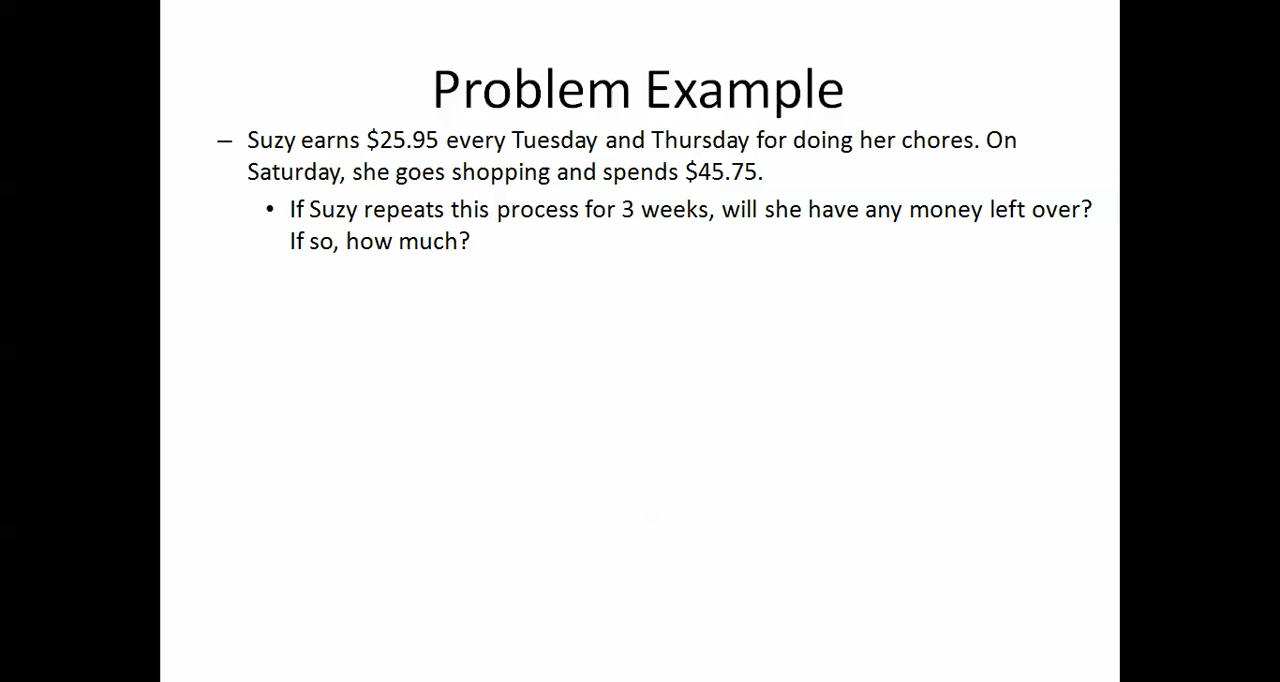 Problem Example
– Suzy earns $25.95 every Tuesday and Thursday for doing her chores. On
Saturday, she goes shopping and spends $45.75.
• If Suzy repeats this process for 3 weeks, will she have any money left over?
If so, how much?